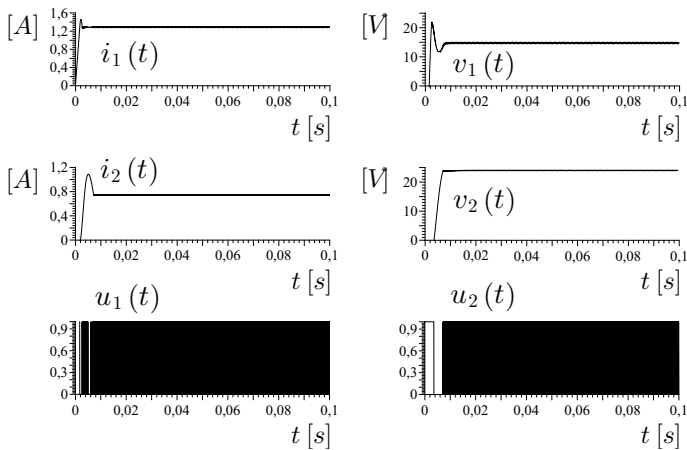 [A] 1,6 1,2 0,8 0,4 0 i₁(t) 0 0,02 0,04 0,06 0,08 0,1 t [s]
[V] 20 10 0 v₁(t) 0 0,02 0,04 0,06 0,08 0,1 t [s]
[A] 1,2 0,8 0,4 0 i₂(t) 0 0,02 0,04 0,06 0,08 0,1 t [s]
[V] 20 10 0 v₂(t) 0 0,02 0,04 0,06 0,08 0,1 t [s]
u₁(t) 0,9 0,6 0,3 0 0 0,02 0,04 0,06 0,08 0,1 t [s]
u₂(t) 0,9 0,6 0,3 0 0 0,02 0,04 0,06 0,08 0,1 t [s]